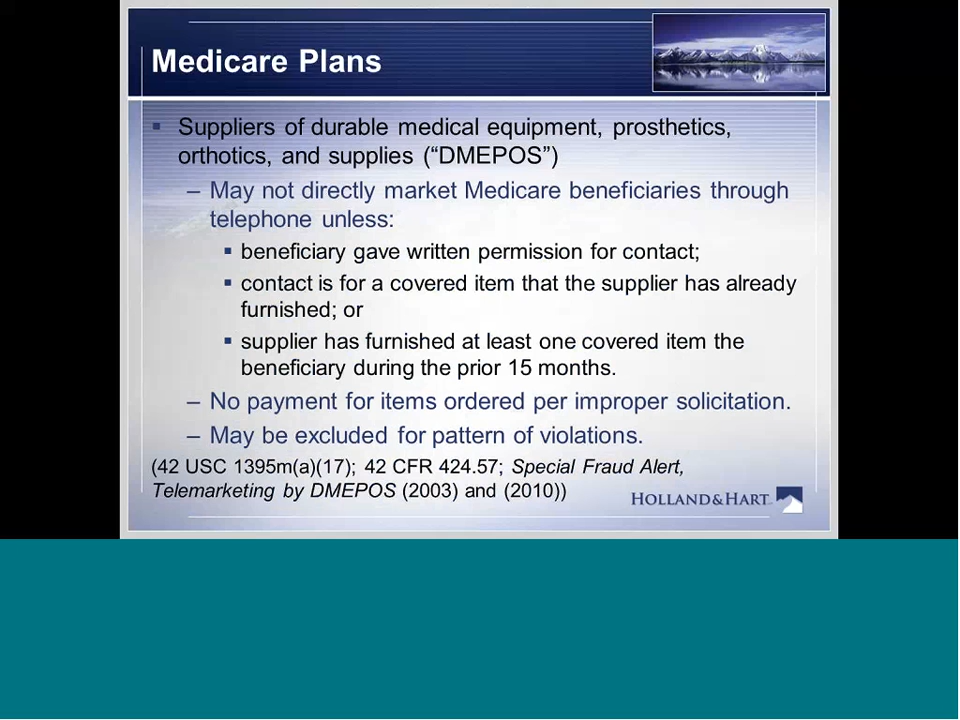 Medicare Plans
▪ Suppliers of durable medical equipment, prosthetics,
orthotics, and supplies (“DMEPOS”)
– May not directly market Medicare beneficiaries through
telephone unless:
▪ beneficiary gave written permission for contact;
▪ contact is for a covered item that the supplier has already
furnished; or
▪ supplier has furnished at least one covered item the
beneficiary during the prior 15 months.
– No payment for items ordered per improper solicitation.
– May be excluded for pattern of violations.
(42 USC 1395m(a)(17); 42 CFR 424.57; Special Fraud Alert,
Telemarketing by DMEPOS (2003) and (2010))
HOLLAND&HART